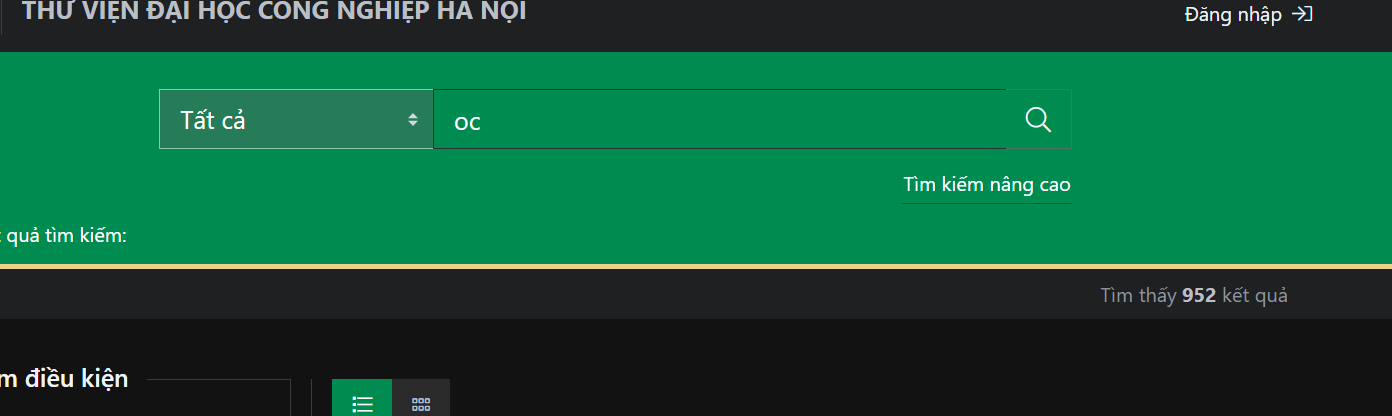 THƯ VIỆN ĐẠI HỌC CÔNG NGHIỆP HÀ NỘI
Đăng nhập
Tất cả
oc
Tìm kiếm nâng cao
quả tìm kiếm:
Tìm thấy 952 kết quả
điều kiện